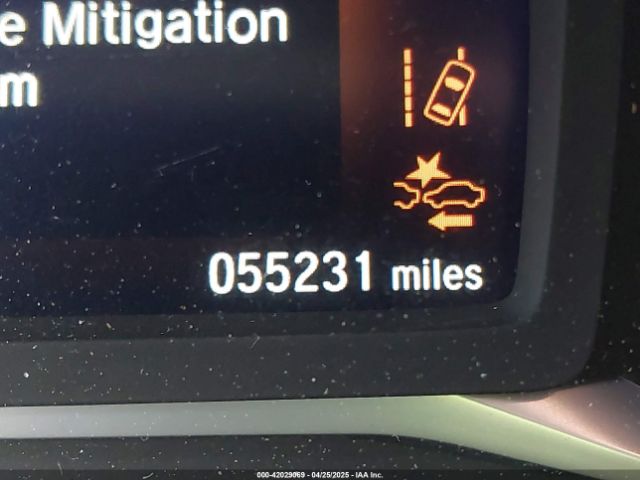 e Mitigation
m
055231 miles
000-42029069 - 04/25/2025 - IAA Inc.